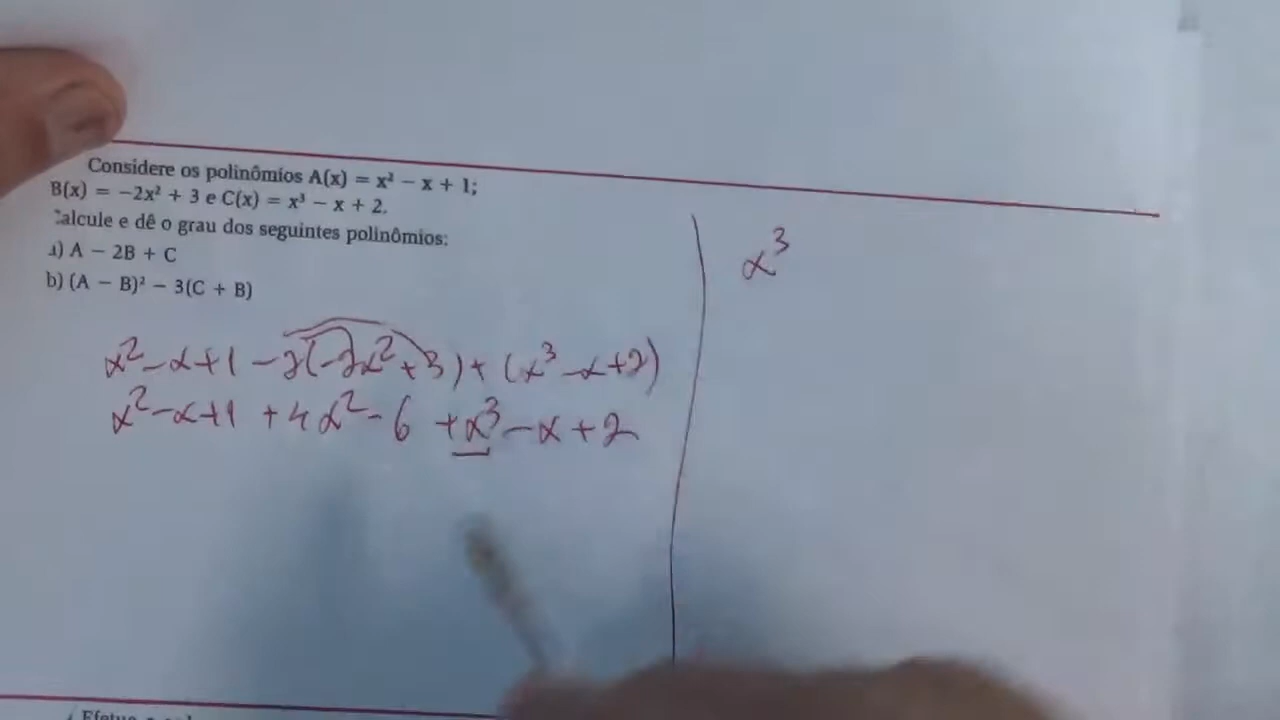 Considere os polinômios A(x) = x² − x + 1;
B(x) = −2x² + 3 e C(x) = x³ − x + 2.
Calcule e dê o grau dos seguintes polinômios:
a) A − 2B + C
b) (A − B)² − 3(C + B)
x² − x + 1 − 2(−2x² + 3) + (x³ − x + 2)
x² − x + 1 + 4x² − 6 + x³ − x + 2
x³